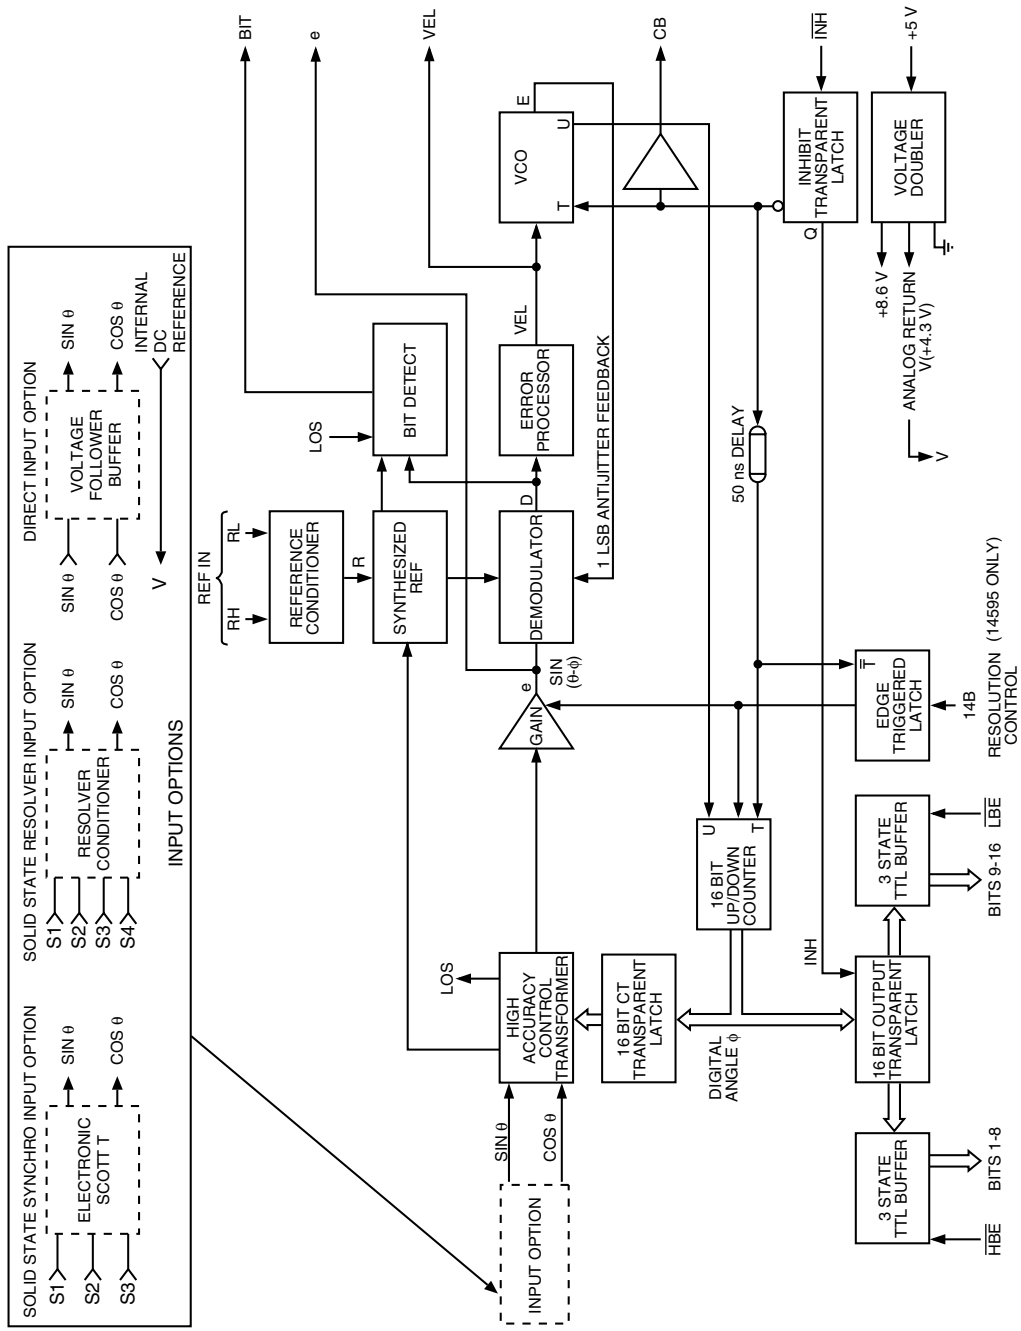 SOLID STATE SYNCHRO INPUT OPTION
SOLID STATE RESOLVER INPUT OPTION
DIRECT INPUT OPTION
S1
S2
S3
ELECTRONIC
SCOTT T
SIN θ
COS θ
S1
S2
S3
S4
RESOLVER
CONDITIONER
SIN θ
COS θ
SIN θ
COS θ
VOLTAGE
FOLLOWER
BUFFER
SIN θ
COS θ
V
INTERNAL
DC
REFERENCE
INPUT OPTIONS
REF IN
RH
RL
REFERENCE
CONDITIONER
R
LOS
BIT
e
VEL
SYNTHESIZED
REF
BIT DETECT
INPUT OPTION
SIN θ
COS θ
LOS
HIGH
ACCURACY
CONTROL
TRANSFORMER
GAIN
e
SIN
(θ-ϕ)
DEMODULATOR
D
ERROR
PROCESSOR
VEL
VCO
E
U
T
1 LSB ANTIJITTER FEEDBACK
CB
16 BIT CT
TRANSPARENT
LATCH
DIGITAL
ANGLE ϕ
16 BIT
UP/DOWN
COUNTER
U
T
50 ns DELAY
INH
Q
INHIBIT
TRANSPARENT
LATCH
I̅N̅H̅
3 STATE
TTL BUFFER
16 BIT OUTPUT
TRANSPARENT
LATCH
3 STATE
TTL BUFFER
EDGE
TRIGGERED
LATCH
T̅
+8.6 V
ANALOG RETURN
V(+4.3 V)
V
VOLTAGE
DOUBLER
+5 V
H̅B̅E̅
BITS 1-8
BITS 9-16
L̅B̅E̅
14B
RESOLUTION (14595 ONLY)
CONTROL